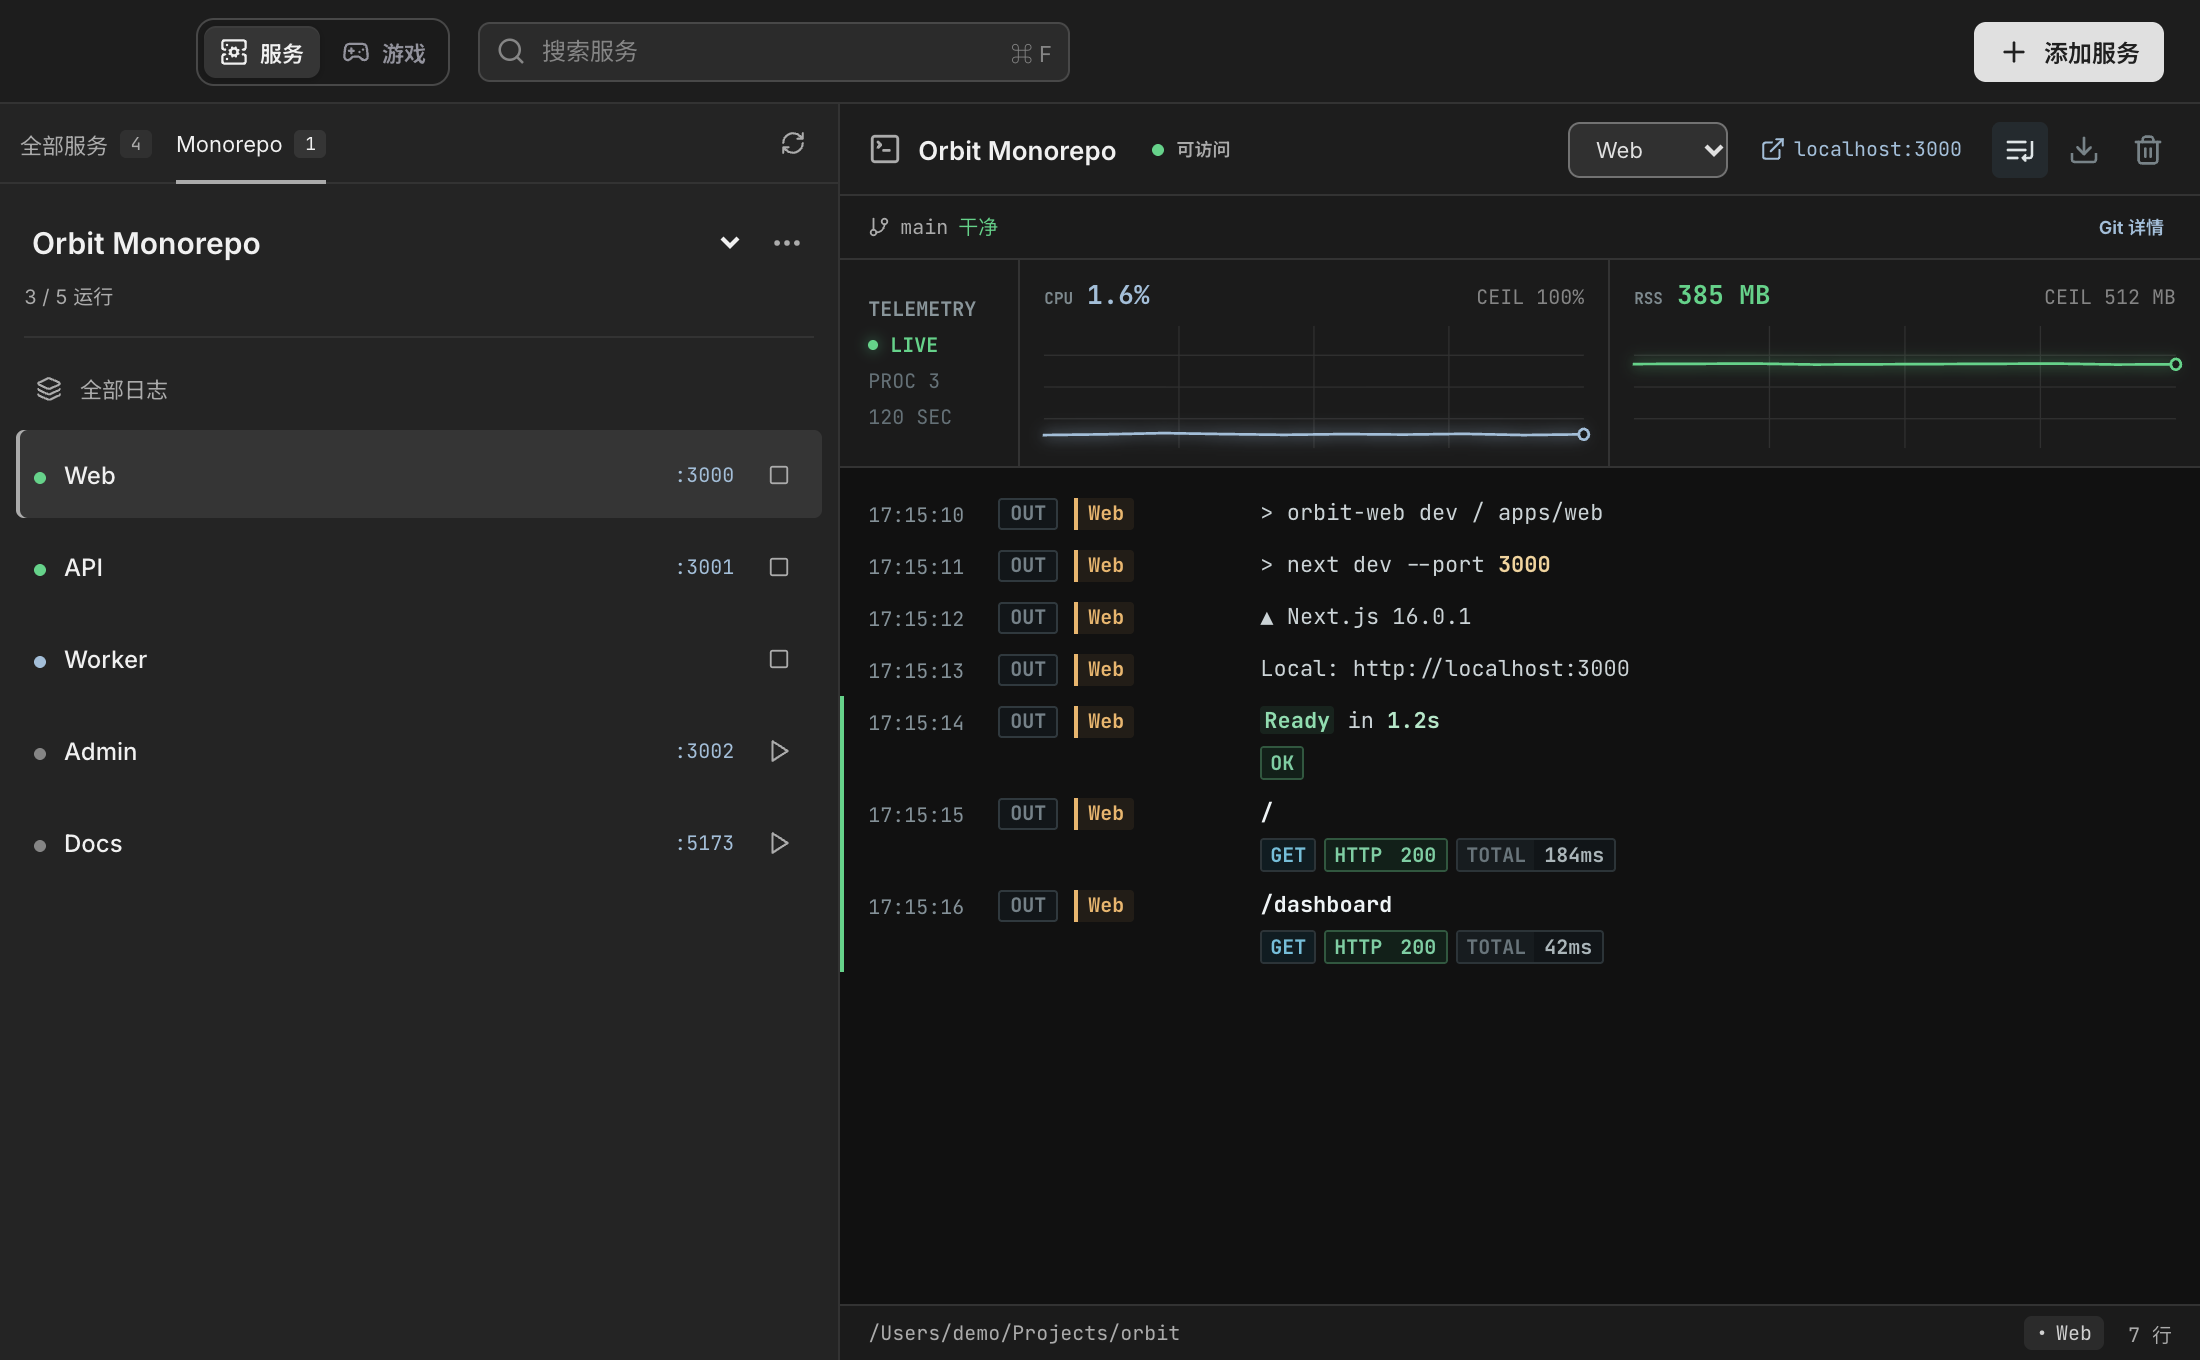 服务 游戏 搜索服务 ⌘ F 添加服务
全部服务 4 Monorepo 1
Orbit Monorepo
3 / 5 运行
全部日志
Web :3000
API :3001
Worker
Admin :3002
Docs :5173
Orbit Monorepo 可访问 Web localhost:3000
main 干净 Git 详情
TELEMETRY
LIVE
PROC 3
120 SEC
CPU 1.6% CEIL 100%
RSS 385 MB CEIL 512 MB
17:15:10 OUT Web > orbit-web dev / apps/web
17:15:11 OUT Web > next dev --port 3000
17:15:12 OUT Web ▲ Next.js 16.0.1
17:15:13 OUT Web Local: http://localhost:3000
17:15:14 OUT Web Ready in 1.2s
OK
17:15:15 OUT Web /
GET HTTP 200 TOTAL 184ms
17:15:16 OUT Web /dashboard
GET HTTP 200 TOTAL 42ms
/Users/demo/Projects/orbit • Web 7 行